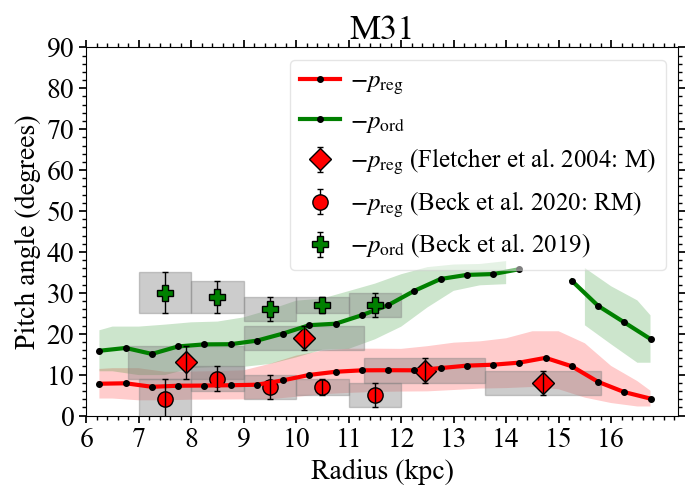 M31
Pitch angle (degrees)
90
80
70
60
50
40
30
20
10
0
−p_reg
−p_ord
−p_reg (Fletcher et al. 2004: M)
−p_reg (Beck et al. 2020: RM)
−p_ord (Beck et al. 2019)
6 7 8 9 10 11 12 13 14 15 16
Radius (kpc)